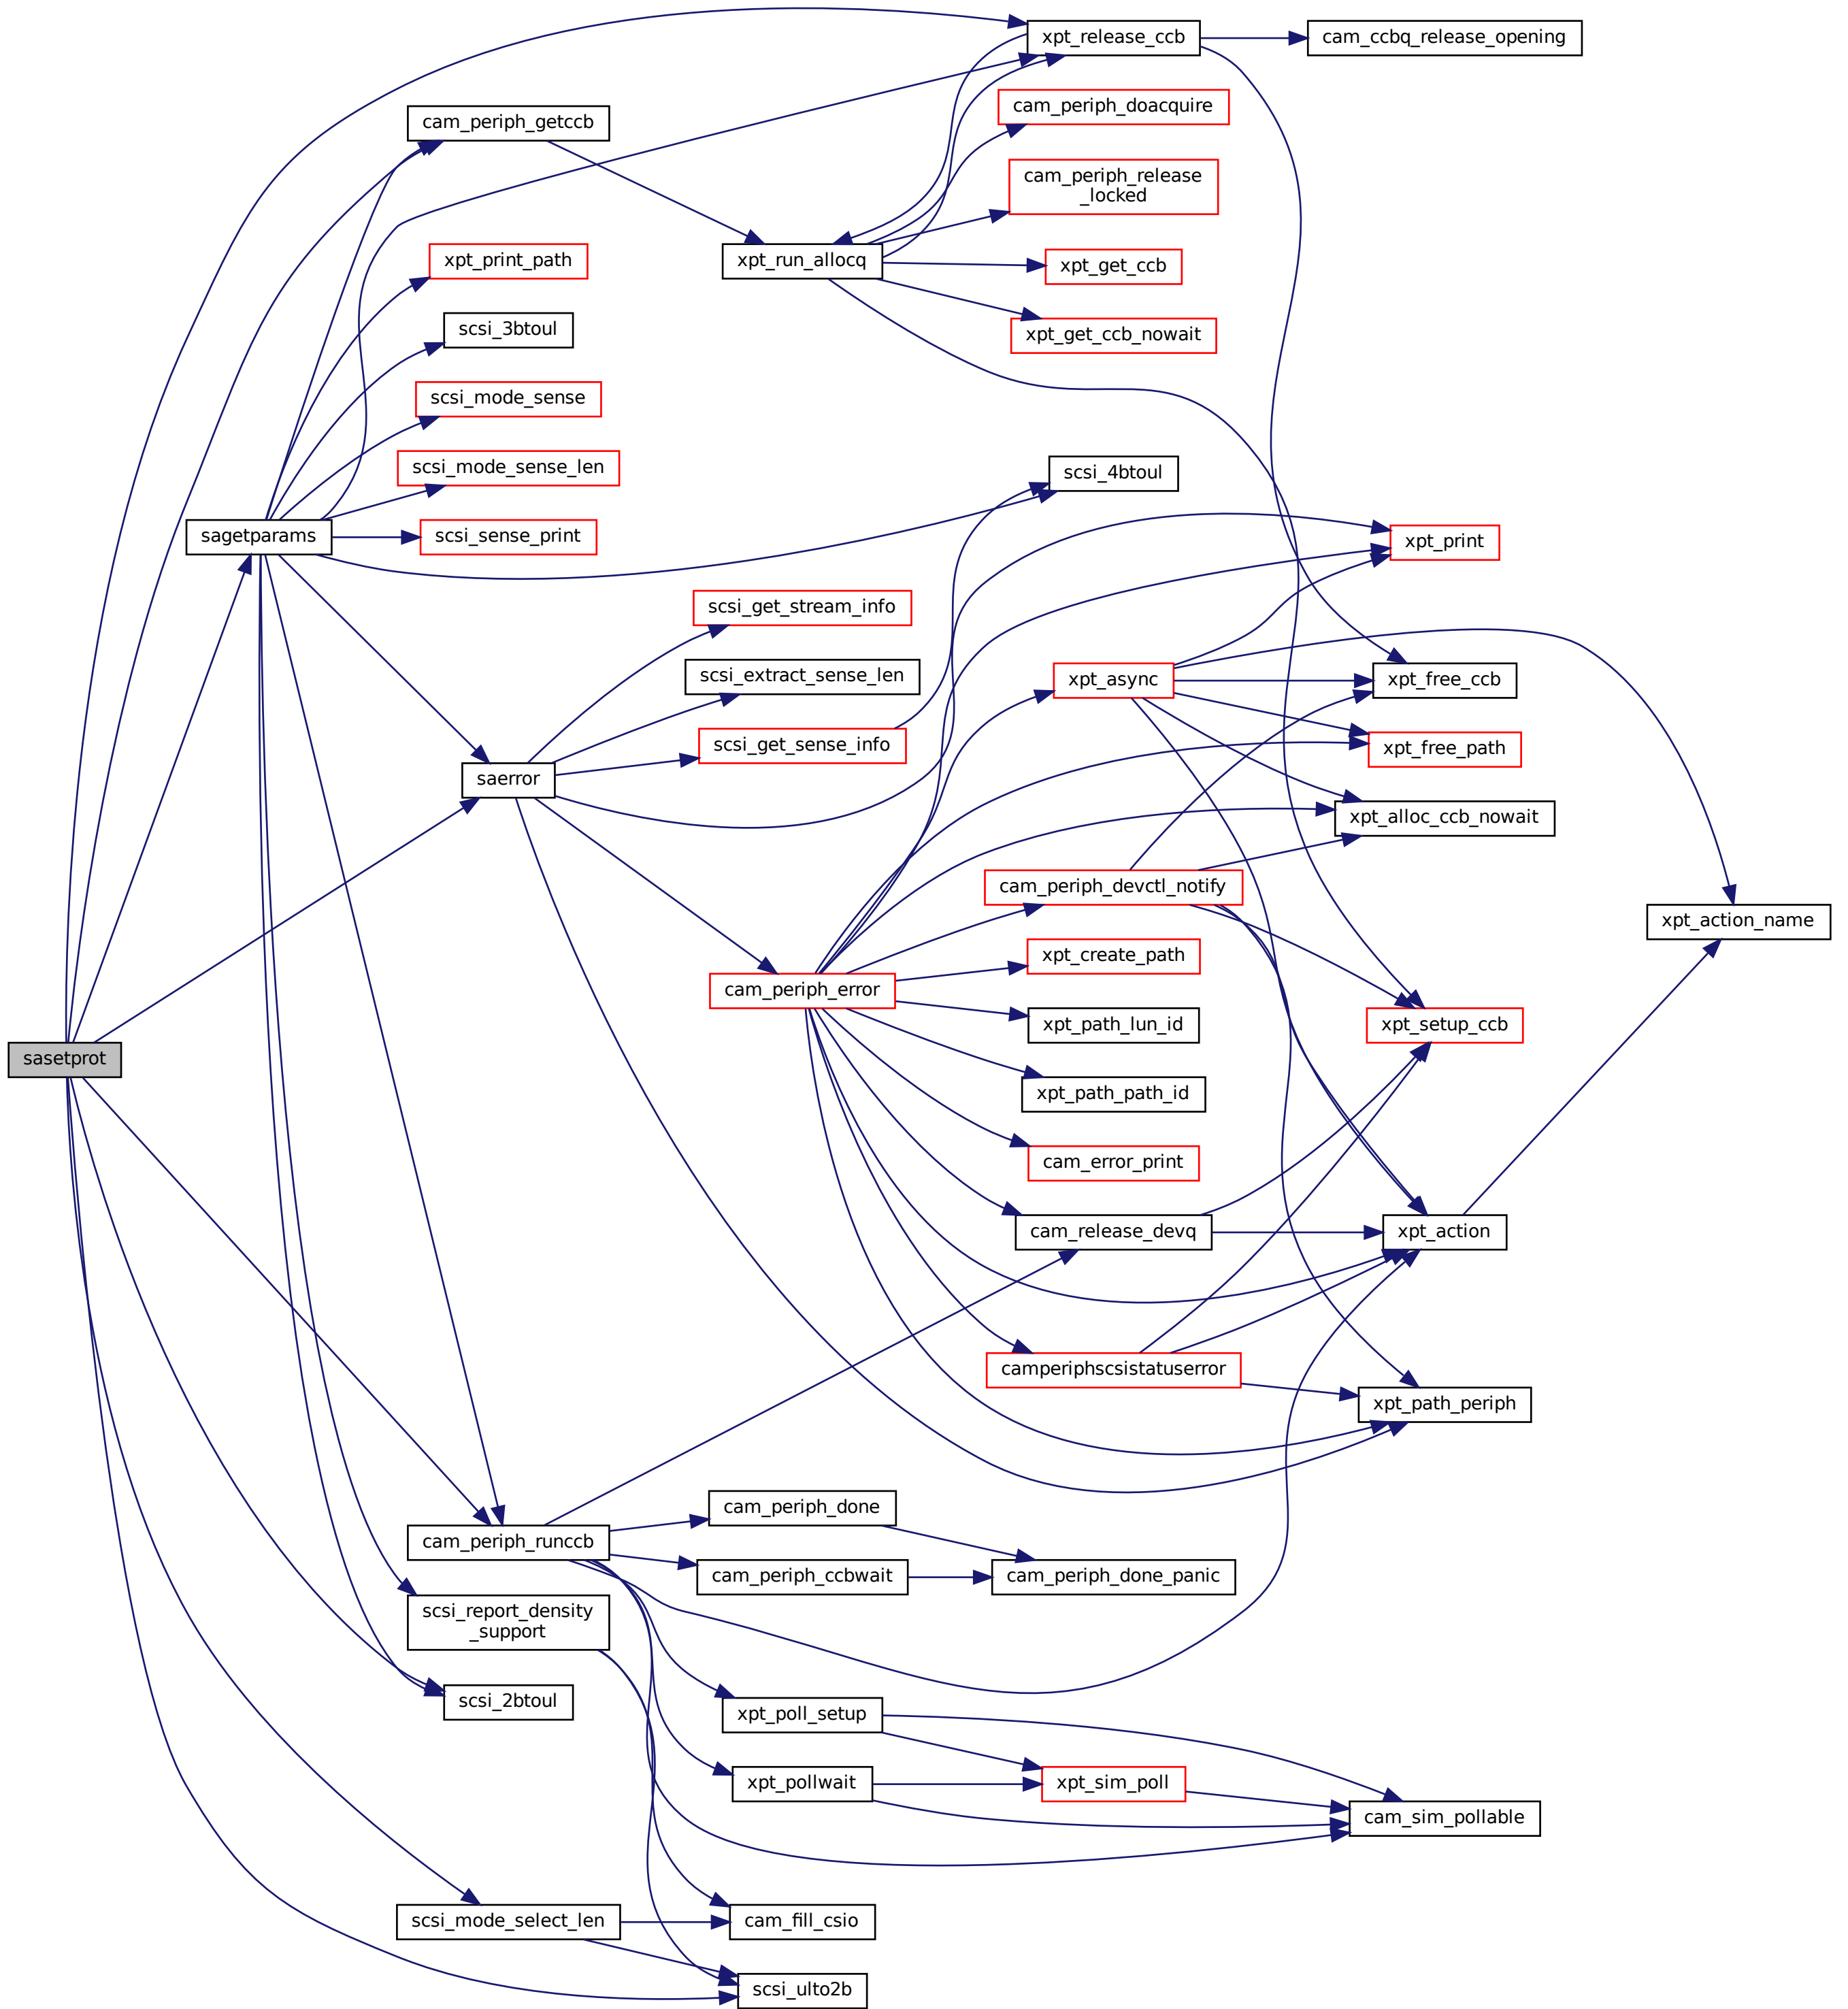 xpt_release_ccb
cam_ccbq_release_opening
cam_periph_doacquire
cam_periph_getccb
cam_periph_release
_locked
xpt_run_allocq
xpt_print_path
xpt_get_ccb
scsi_3btoul
xpt_get_ccb_nowait
scsi_mode_sense
scsi_mode_sense_len
scsi_4btoul
sagetparams
scsi_sense_print
xpt_print
scsi_get_stream_info
scsi_extract_sense_len
xpt_async
xpt_free_ccb
scsi_get_sense_info
xpt_free_path
saerror
xpt_alloc_ccb_nowait
cam_periph_devctl_notify
xpt_action_name
xpt_create_path
cam_periph_error
xpt_path_lun_id
xpt_setup_ccb
sasetprot
xpt_path_path_id
cam_error_print
cam_release_devq
xpt_action
camperiphscsistatuserror
xpt_path_periph
cam_periph_done
cam_periph_runccb
cam_periph_ccbwait
cam_periph_done_panic
scsi_report_density
_support
scsi_2btoul
xpt_poll_setup
xpt_pollwait
xpt_sim_poll
cam_sim_pollable
scsi_mode_select_len
cam_fill_csio
scsi_ulto2b